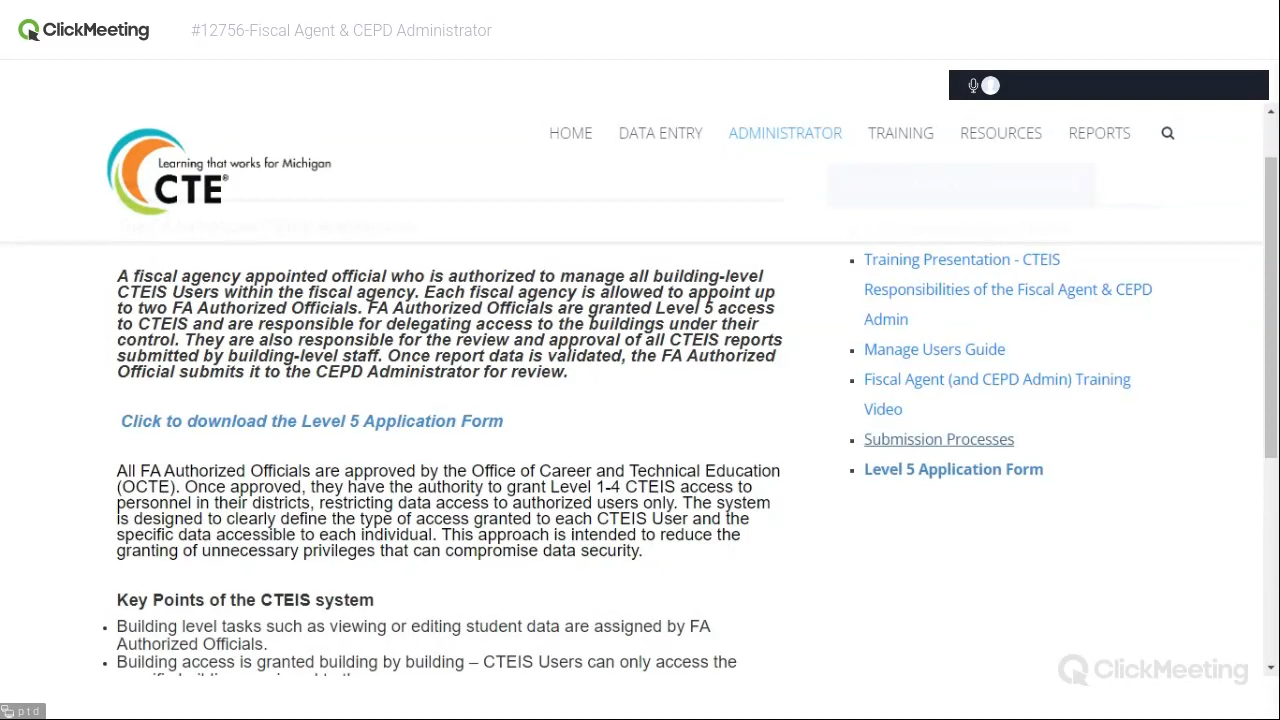 ClickMeeting #12756-Fiscal Agent & CEPD Administrator
HOME DATA ENTRY ADMINISTRATOR TRAINING RESOURCES REPORTS
Learning that works for Michigan
CTE®
A fiscal agency appointed official who is authorized to manage all building-level
CTEIS Users within the fiscal agency. Each fiscal agency is allowed to appoint up
to two FA Authorized Officials. FA Authorized Officials are granted Level 5 access
to CTEIS and are responsible for delegating access to the buildings under their
control. They are also responsible for the review and approval of all CTEIS reports
submitted by building-level staff. Once report data is validated, the FA Authorized
Official submits it to the CEPD Administrator for review.
Click to download the Level 5 Application Form
All FA Authorized Officials are approved by the Office of Career and Technical Education
(OCTE). Once approved, they have the authority to grant Level 1-4 CTEIS access to
personnel in their districts, restricting data access to authorized users only. The system
is designed to clearly define the type of access granted to each CTEIS User and the
specific data accessible to each individual. This approach is intended to reduce the
granting of unnecessary privileges that can compromise data security.
Key Points of the CTEIS system
• Building level tasks such as viewing or editing student data are assigned by FA
Authorized Officials.
• Building access is granted building by building – CTEIS Users can only access the
▪ Training Presentation - CTEIS
Responsibilities of the Fiscal Agent & CEPD
Admin
▪ Manage Users Guide
▪ Fiscal Agent (and CEPD Admin) Training
Video
▪ Submission Processes
▪ Level 5 Application Form
ClickMeeting
ptd